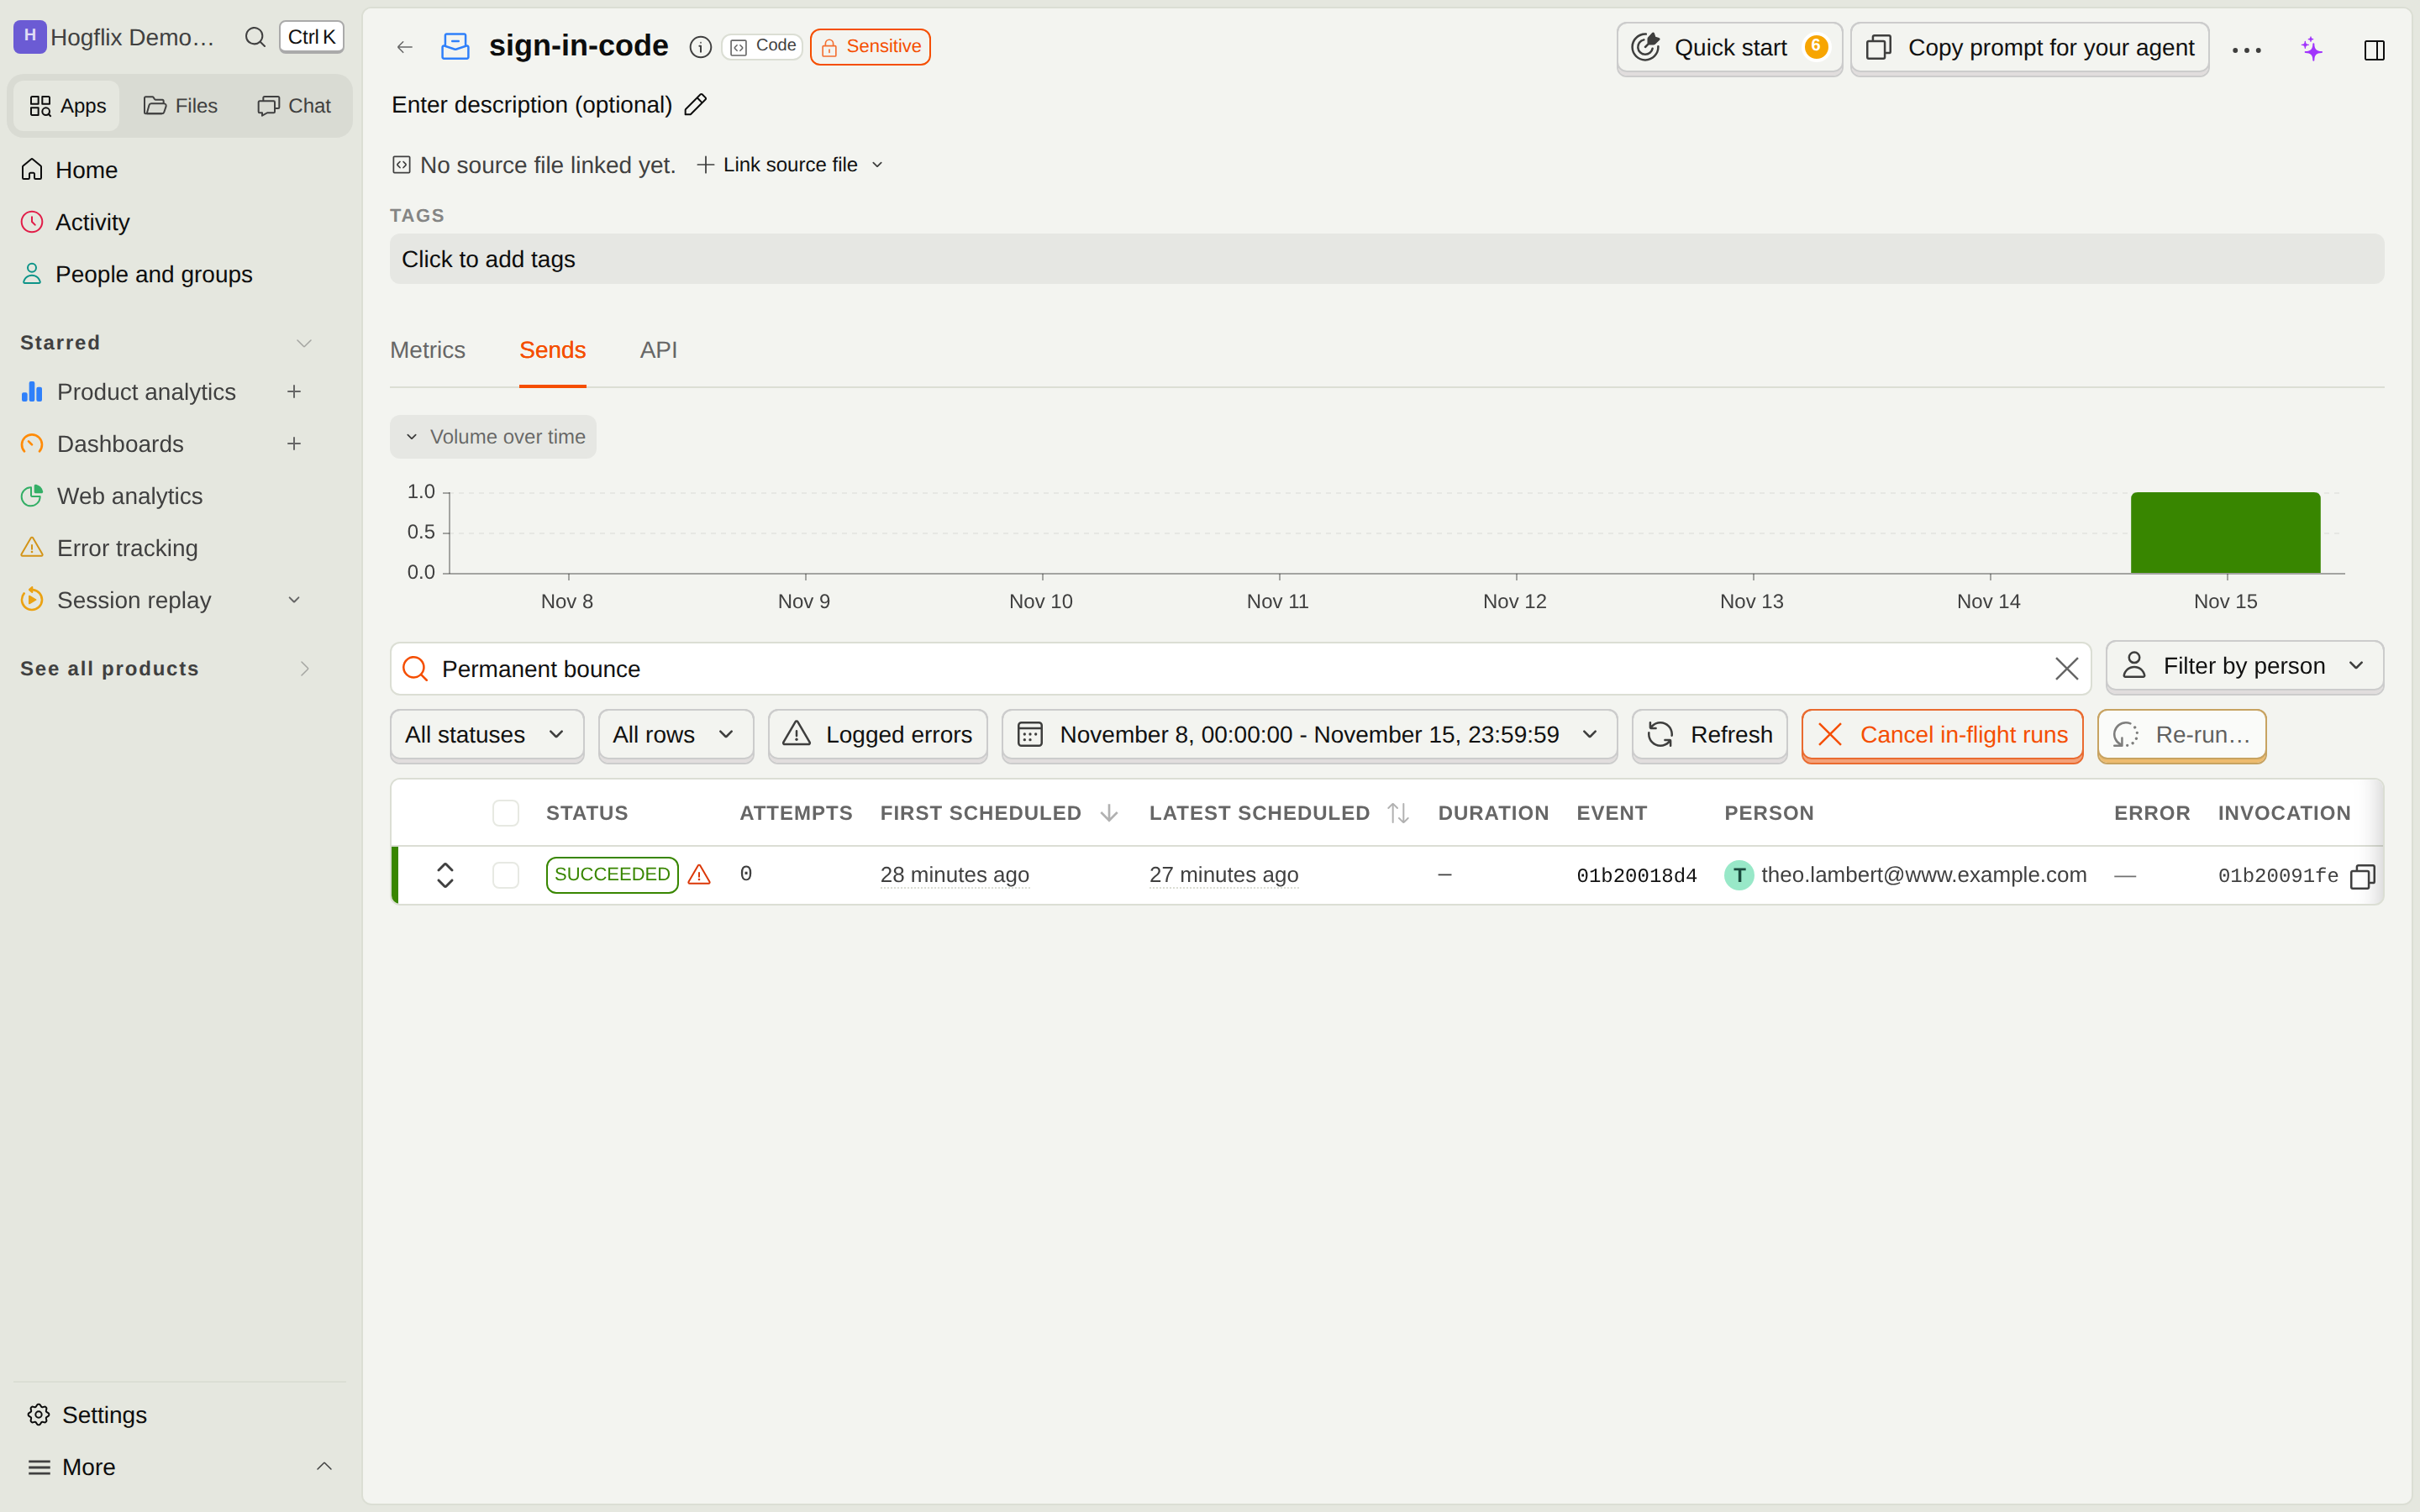 H Hogflix Demo… Ctrl K
Apps Files Chat
Home
Activity
People and groups
Starred
Product analytics
Dashboards
Web analytics
Error tracking
Session replay
See all products
Settings
More
sign-in-code Code Sensitive
Quick start 6 Copy prompt for your agent
Enter description (optional)
No source file linked yet. Link source file
TAGS
Click to add tags
Metrics Sends API
Volume over time
1.0
0.5
0.0
Nov 8 Nov 9 Nov 10 Nov 11 Nov 12 Nov 13 Nov 14 Nov 15
Permanent bounce Filter by person
All statuses All rows Logged errors November 8, 00:00:00 - November 15, 23:59:59 Refresh Cancel in-flight runs Re-run…
STATUS ATTEMPTS FIRST SCHEDULED LATEST SCHEDULED DURATION EVENT PERSON ERROR INVOCATION
SUCCEEDED 0 28 minutes ago 27 minutes ago – 01b20018d4 T theo.lambert@www.example.com — 01b20091fe